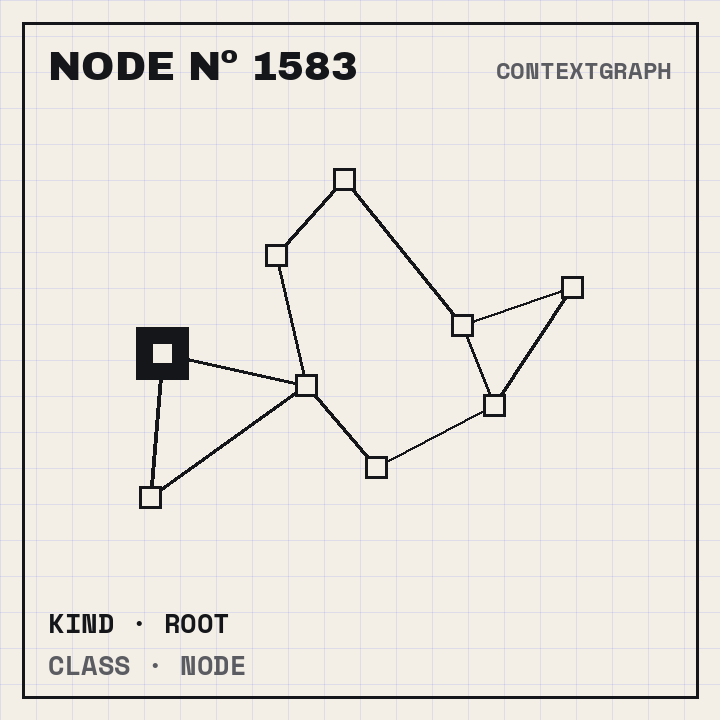 NODE Nº 1583
CONTEXTGRAPH
KIND · ROOT
CLASS · NODE